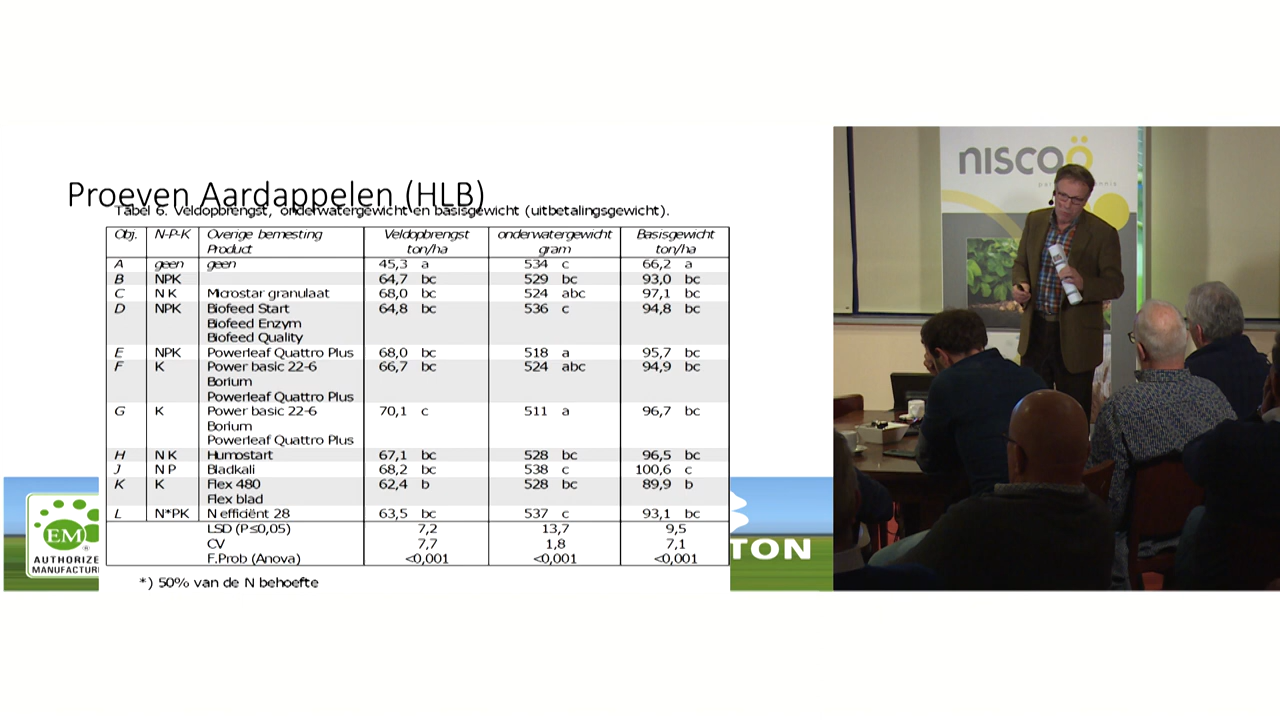 Proeven Aardappelen (HLB)
Tabel 6. Veldopbrengst, onderwatergewicht en basisgewicht (uitbetalingsgewicht).
Obj. N-P-K Overige bemesting Veldopbrengst onderwatergewicht Basisgewicht
Product ton/ha gram ton/ha
A geen geen 45,3 a 534 c 66,2 a
B NPK 64,7 bc 529 bc 93,0 bc
C N K Microstar granulaat 68,0 bc 524 abc 97,1 bc
D NPK Biofeed Start 64,8 bc 536 c 94,8 bc
Biofeed Enzym
Biofeed Quality
E NPK Powerleaf Quattro Plus 68,0 bc 518 a 95,7 bc
F K Power basic 22-6 66,7 bc 524 abc 94,9 bc
Borium
Powerleaf Quattro Plus
G K Power basic 22-6 70,1 c 511 a 96,7 bc
Borium
Powerleaf Quattro Plus
H N K Humostart 67,1 bc 528 bc 96,5 bc
J N P Bladkali 68,2 bc 538 c 100,6 c
K K Flex 480 62,4 b 528 bc 89,9 b
Flex blad
L N*PK N efficiënt 28 63,5 bc 537 c 93,1 bc
LSD (P≤0,05) 7,2 13,7 9,5
CV 7,7 1,8 7,1
F.Prob (Anova) <0,001 <0,001 <0,001
*) 50% van de N behoefte
EM
®
AUTHORIZE
MANUFACTUR
TON
niscoö